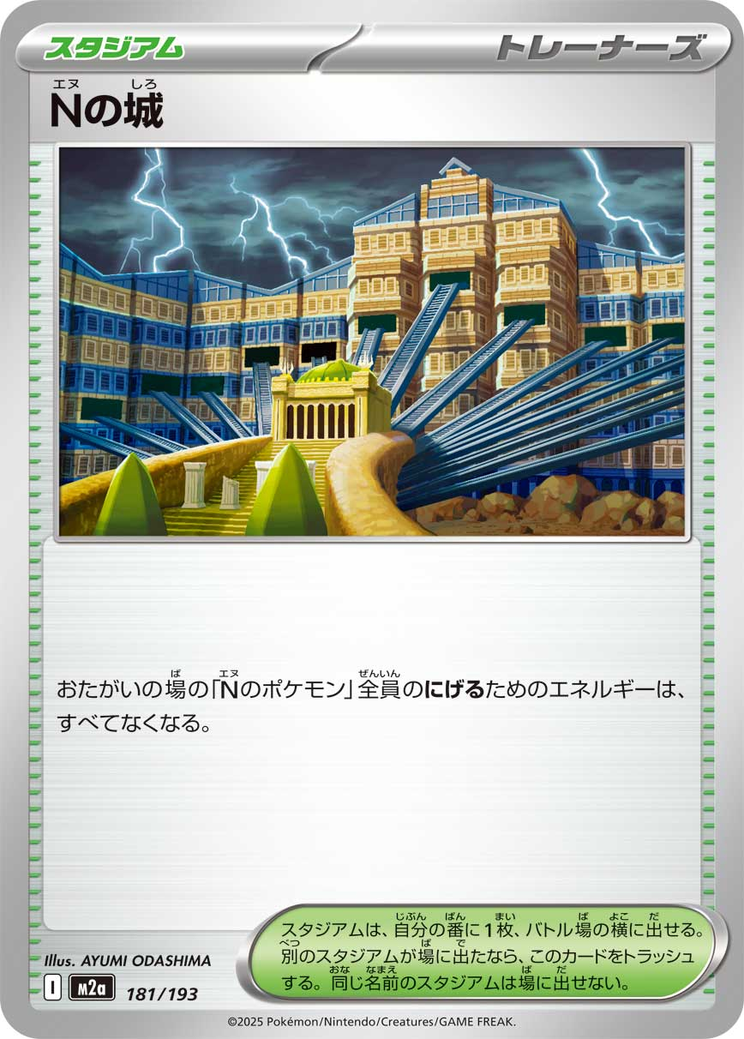 スタジアム
トレーナーズ
エヌ しろ
Nの城
ば エヌ ぜんいん
おたがいの場の「Nのポケモン」全員のにげるためのエネルギーは、
すべてなくなる。
じぶん ばん まい ば よこ だ
スタジアムは、自分の番に1枚、バトル場の横に出せる。
べつ ば で
別のスタジアムが場に出たなら、このカードをトラッシュ
おな なまえ ば だ
する。同じ名前のスタジアムは場に出せない。
Illus. AYUMI ODASHIMA
I m2a 181/193
©2025 Pokémon/Nintendo/Creatures/GAME FREAK.